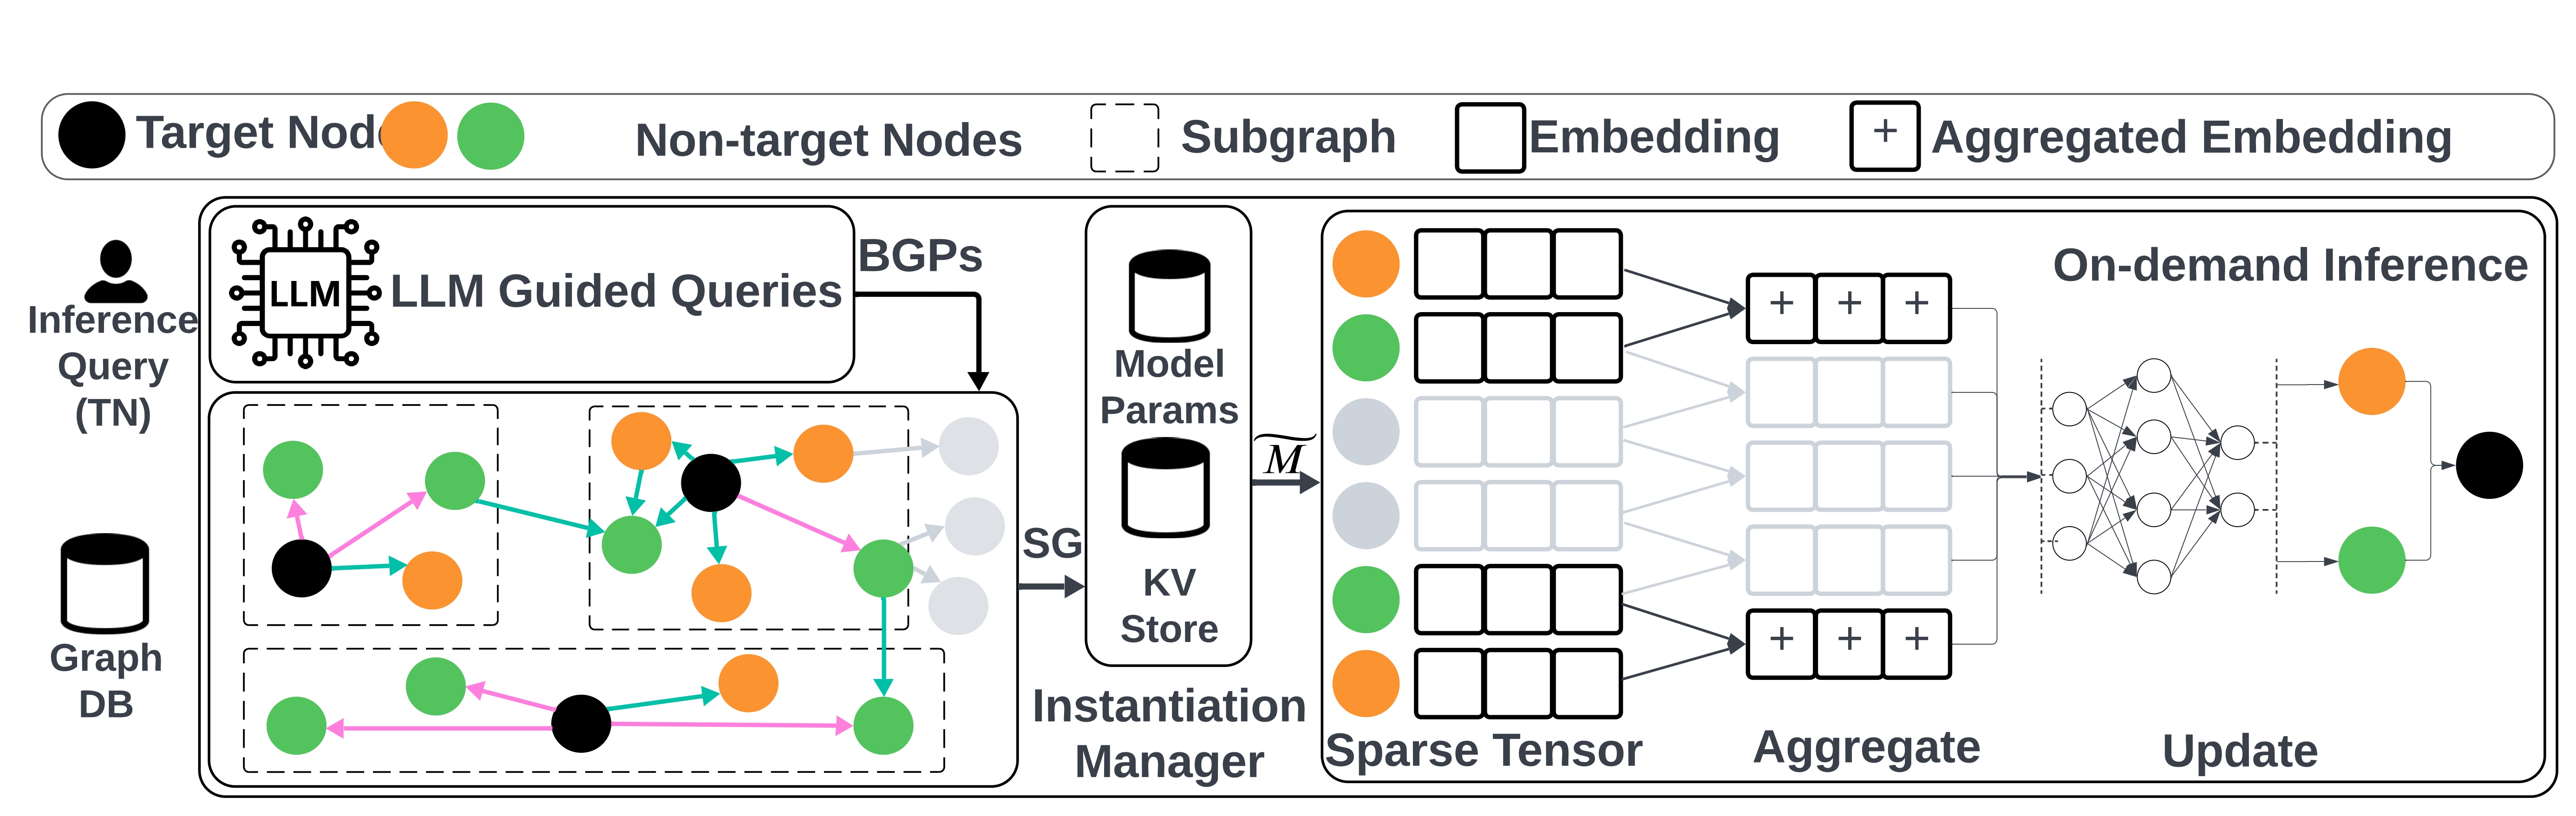 Target Nod
Non-target Nodes
Subgraph
Embedding
+
Aggregated Embedding
Inference
Query
(TN)
Graph
DB
LLM
LLM Guided Queries
BGPs
SG
Model
Params
KV
Store
Instantiation
Manager
M̃
+ + +
+ + +
Sparse Tensor
Aggregate
On-demand Inference
Update